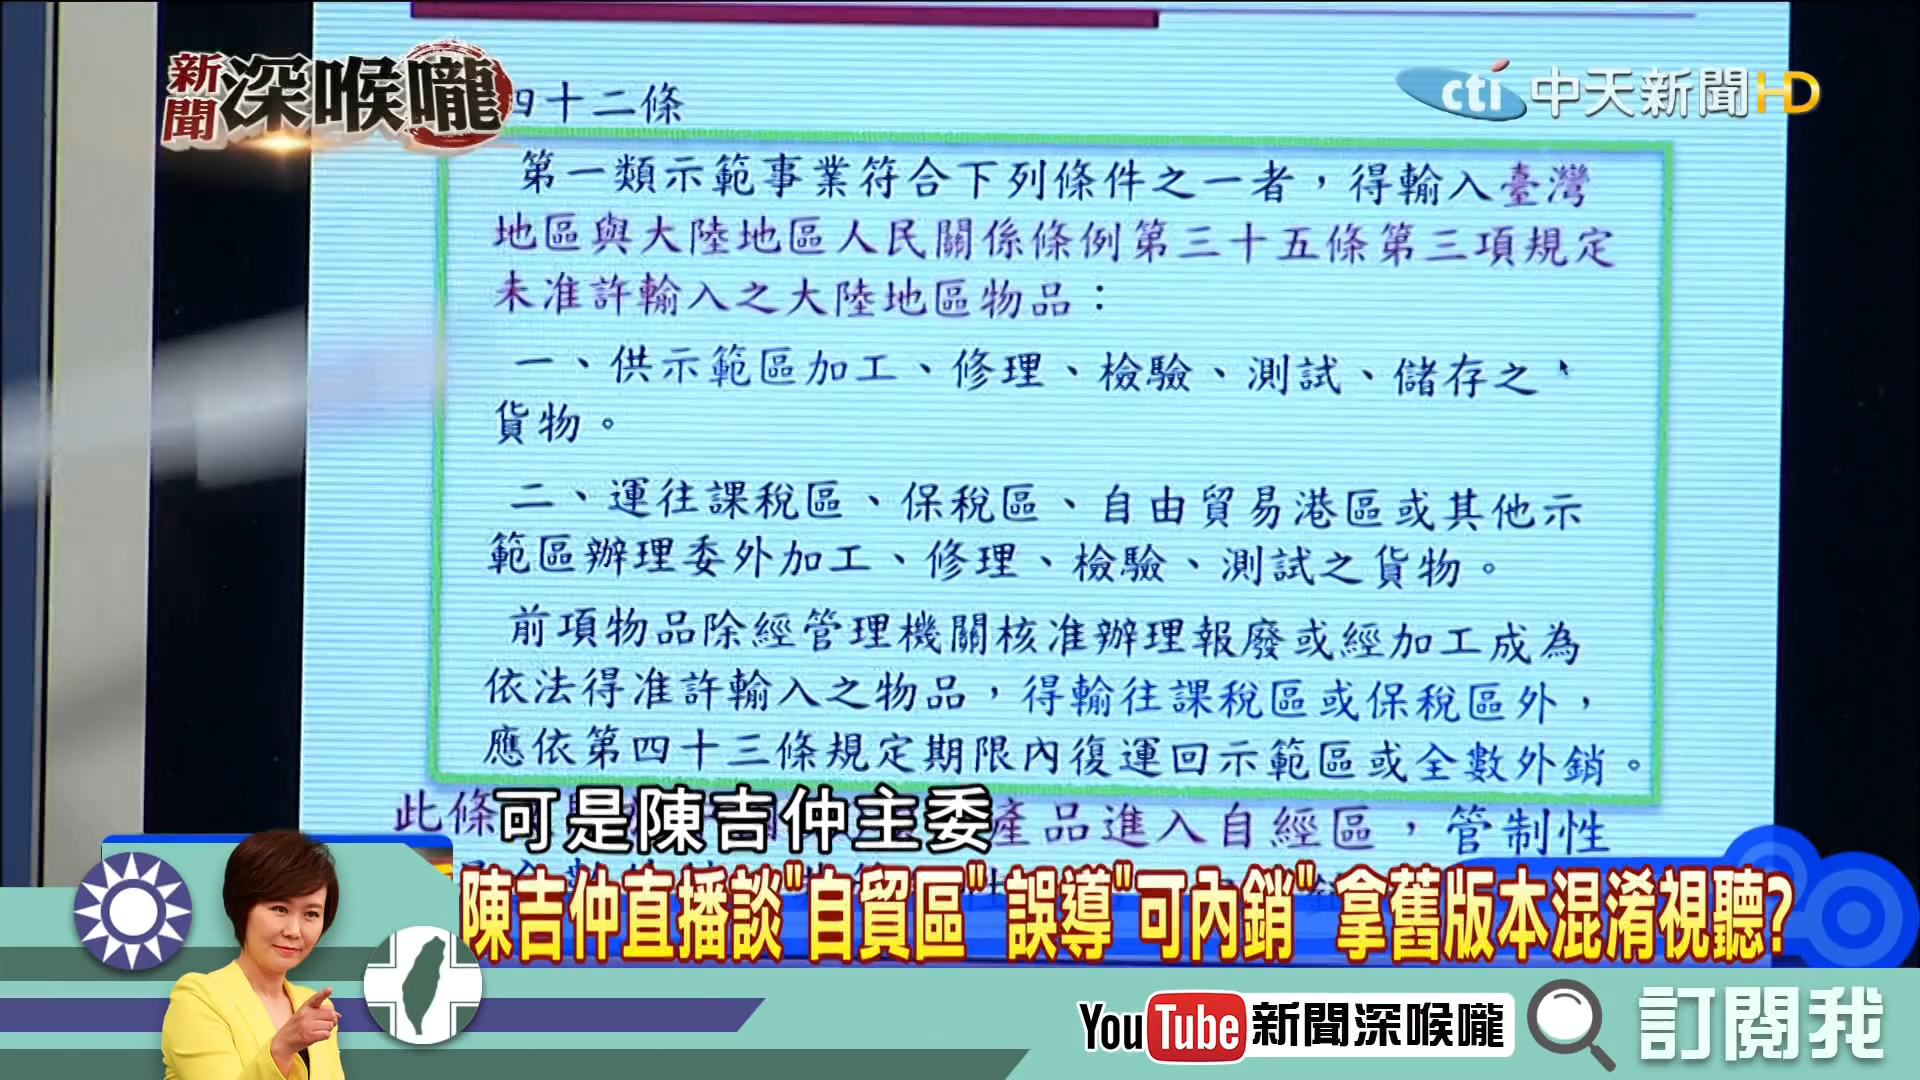 新聞深喉嚨
cti 中天新聞HD
十二條
第一類示範事業符合下列條件之一者，得輸入臺灣
地區與大陸地區人民關係條例第三十五條第三項規定
未准許輸入之大陸地區物品：
一、供示範區加工、修理、檢驗、測試、儲存之
貨物。
二、運往課稅區、保稅區、自由貿易港區或其他示
範區辦理委外加工、修理、檢驗、測試之貨物。
前項物品除經管理機關核准辦理報廢或經加工成為
依法得准許輸入之物品，得輸往課稅區或保稅區外，
應依第四十三條規定期限內復運回示範區或全數外銷。
此條
產品進入自經區，管制性
可是陳吉仲主委
陳吉仲直播談"自貿區" 誤導"可內銷" 拿舊版本混淆視聽?
YouTube 新聞深喉嚨
訂閱我